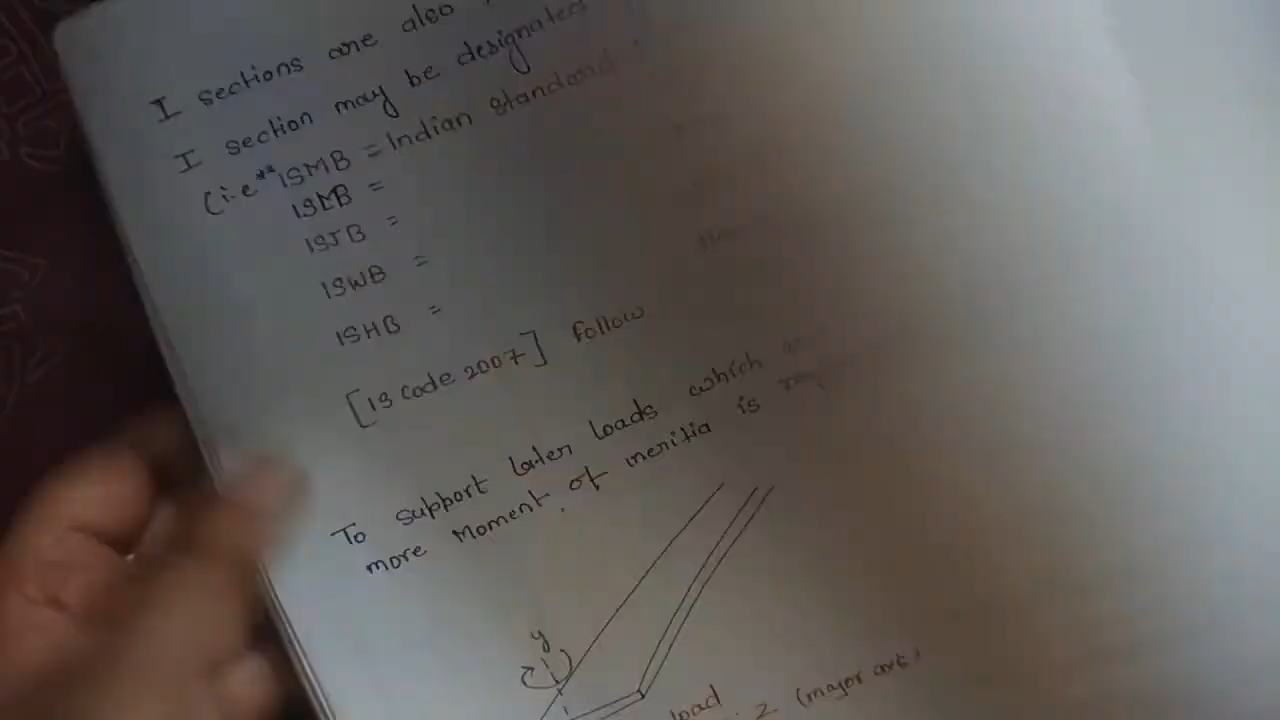 I sections are also
I section may be designated
(i.e ISMB = Indian Standard
ISLB =
ISJB =
ISWB =
ISHB =
[IS code 2007] follow
To support later loads which
more Moment of ineritia is
y
load
z (major axis)